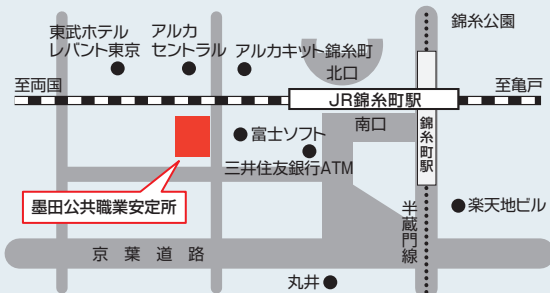 錦糸公園
東武ホテル
レバント東京
アルカ
セントラル
アルカキット錦糸町
北口
至両国
JR錦糸町駅
至亀戸
南口
錦糸町駅
富士ソフト
三井住友銀行ATM
墨田公共職業安定所
半蔵門線
楽天地ビル
京葉道路
丸井